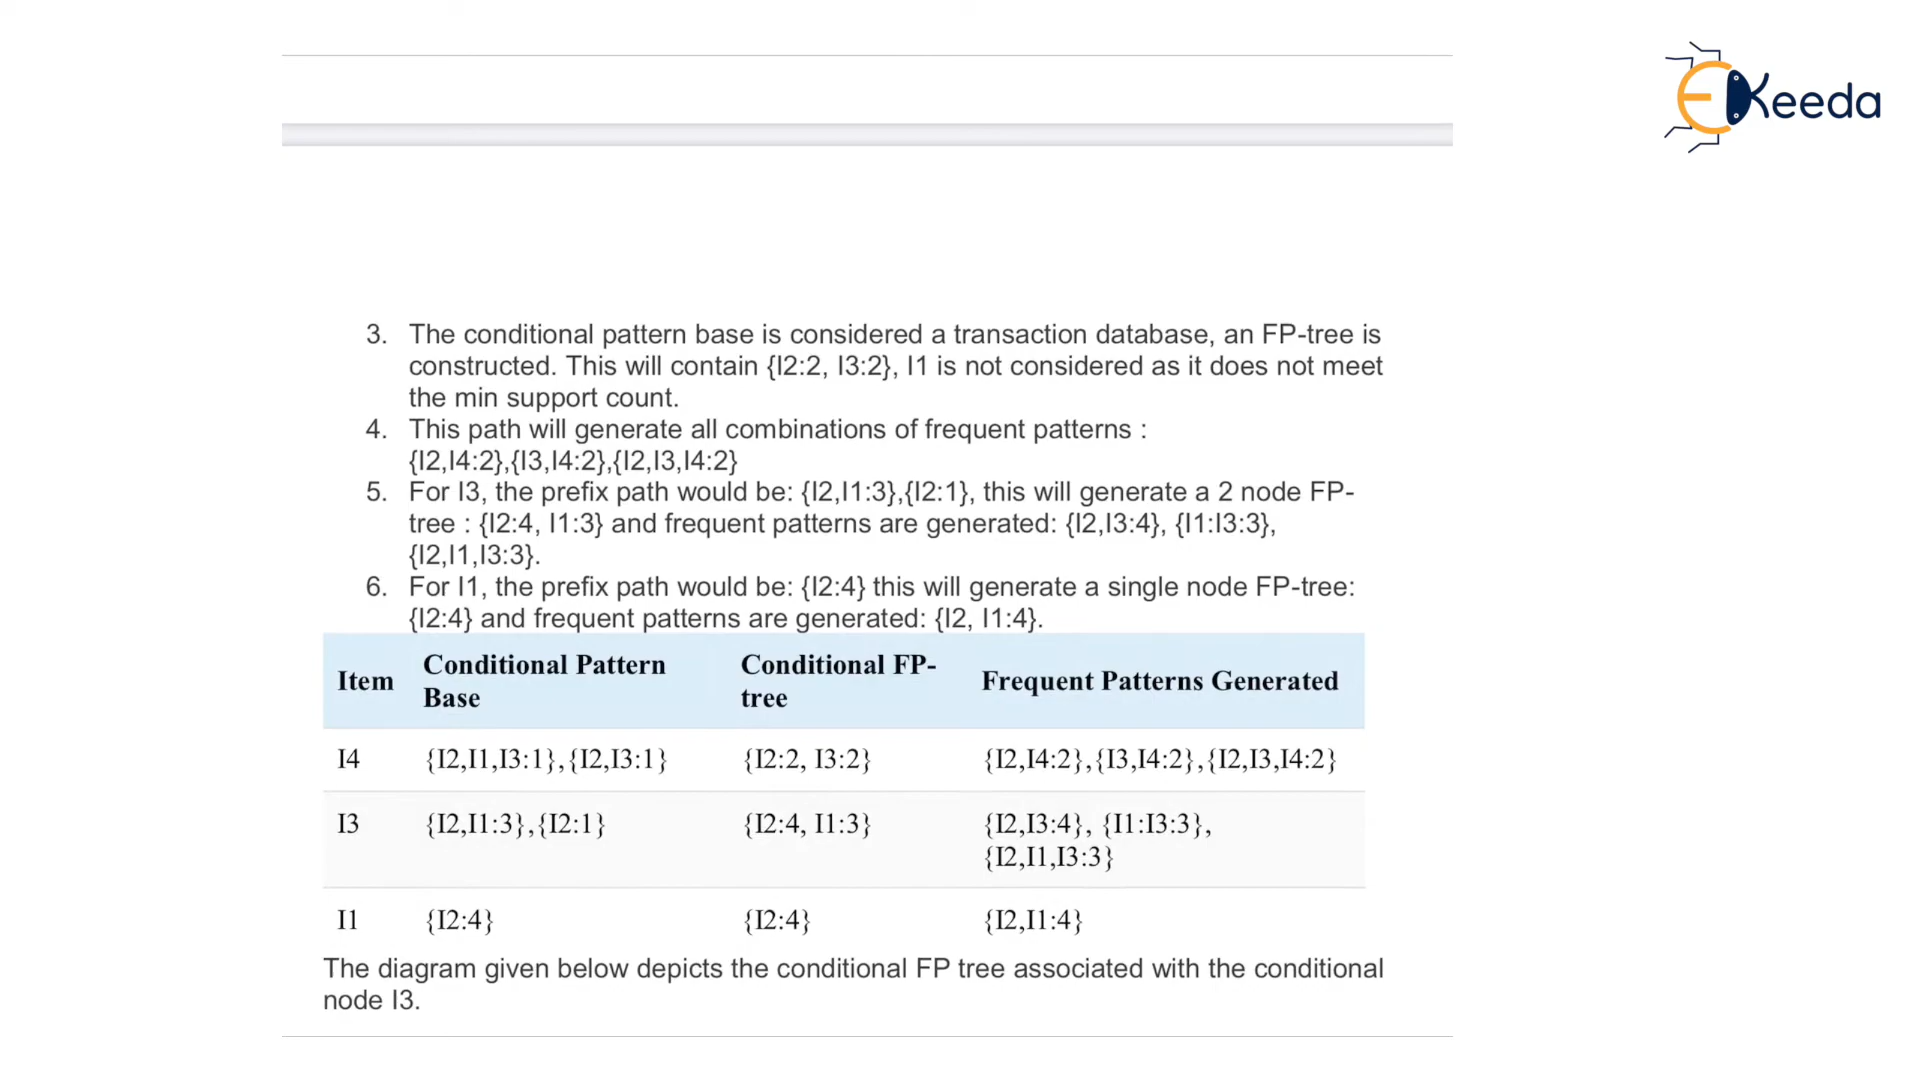 EKeeda
3. The conditional pattern base is considered a transaction database, an FP-tree is
constructed. This will contain {I2:2, I3:2}, I1 is not considered as it does not meet
the min support count.
4. This path will generate all combinations of frequent patterns :
{I2,I4:2},{I3,I4:2},{I2,I3,I4:2}
5. For I3, the prefix path would be: {I2,I1:3},{I2:1}, this will generate a 2 node FP-
tree : {I2:4, I1:3} and frequent patterns are generated: {I2,I3:4}, {I1:I3:3},
{I2,I1,I3:3}.
6. For I1, the prefix path would be: {I2:4} this will generate a single node FP-tree:
{I2:4} and frequent patterns are generated: {I2, I1:4}.
Item Conditional Pattern Base Conditional FP-tree Frequent Patterns Generated
I4 {I2,I1,I3:1},{I2,I3:1} {I2:2, I3:2} {I2,I4:2},{I3,I4:2},{I2,I3,I4:2}
I3 {I2,I1:3},{I2:1} {I2:4, I1:3} {I2,I3:4}, {I1:I3:3},
{I2,I1,I3:3}
I1 {I2:4} {I2:4} {I2,I1:4}
The diagram given below depicts the conditional FP tree associated with the conditional
node I3.